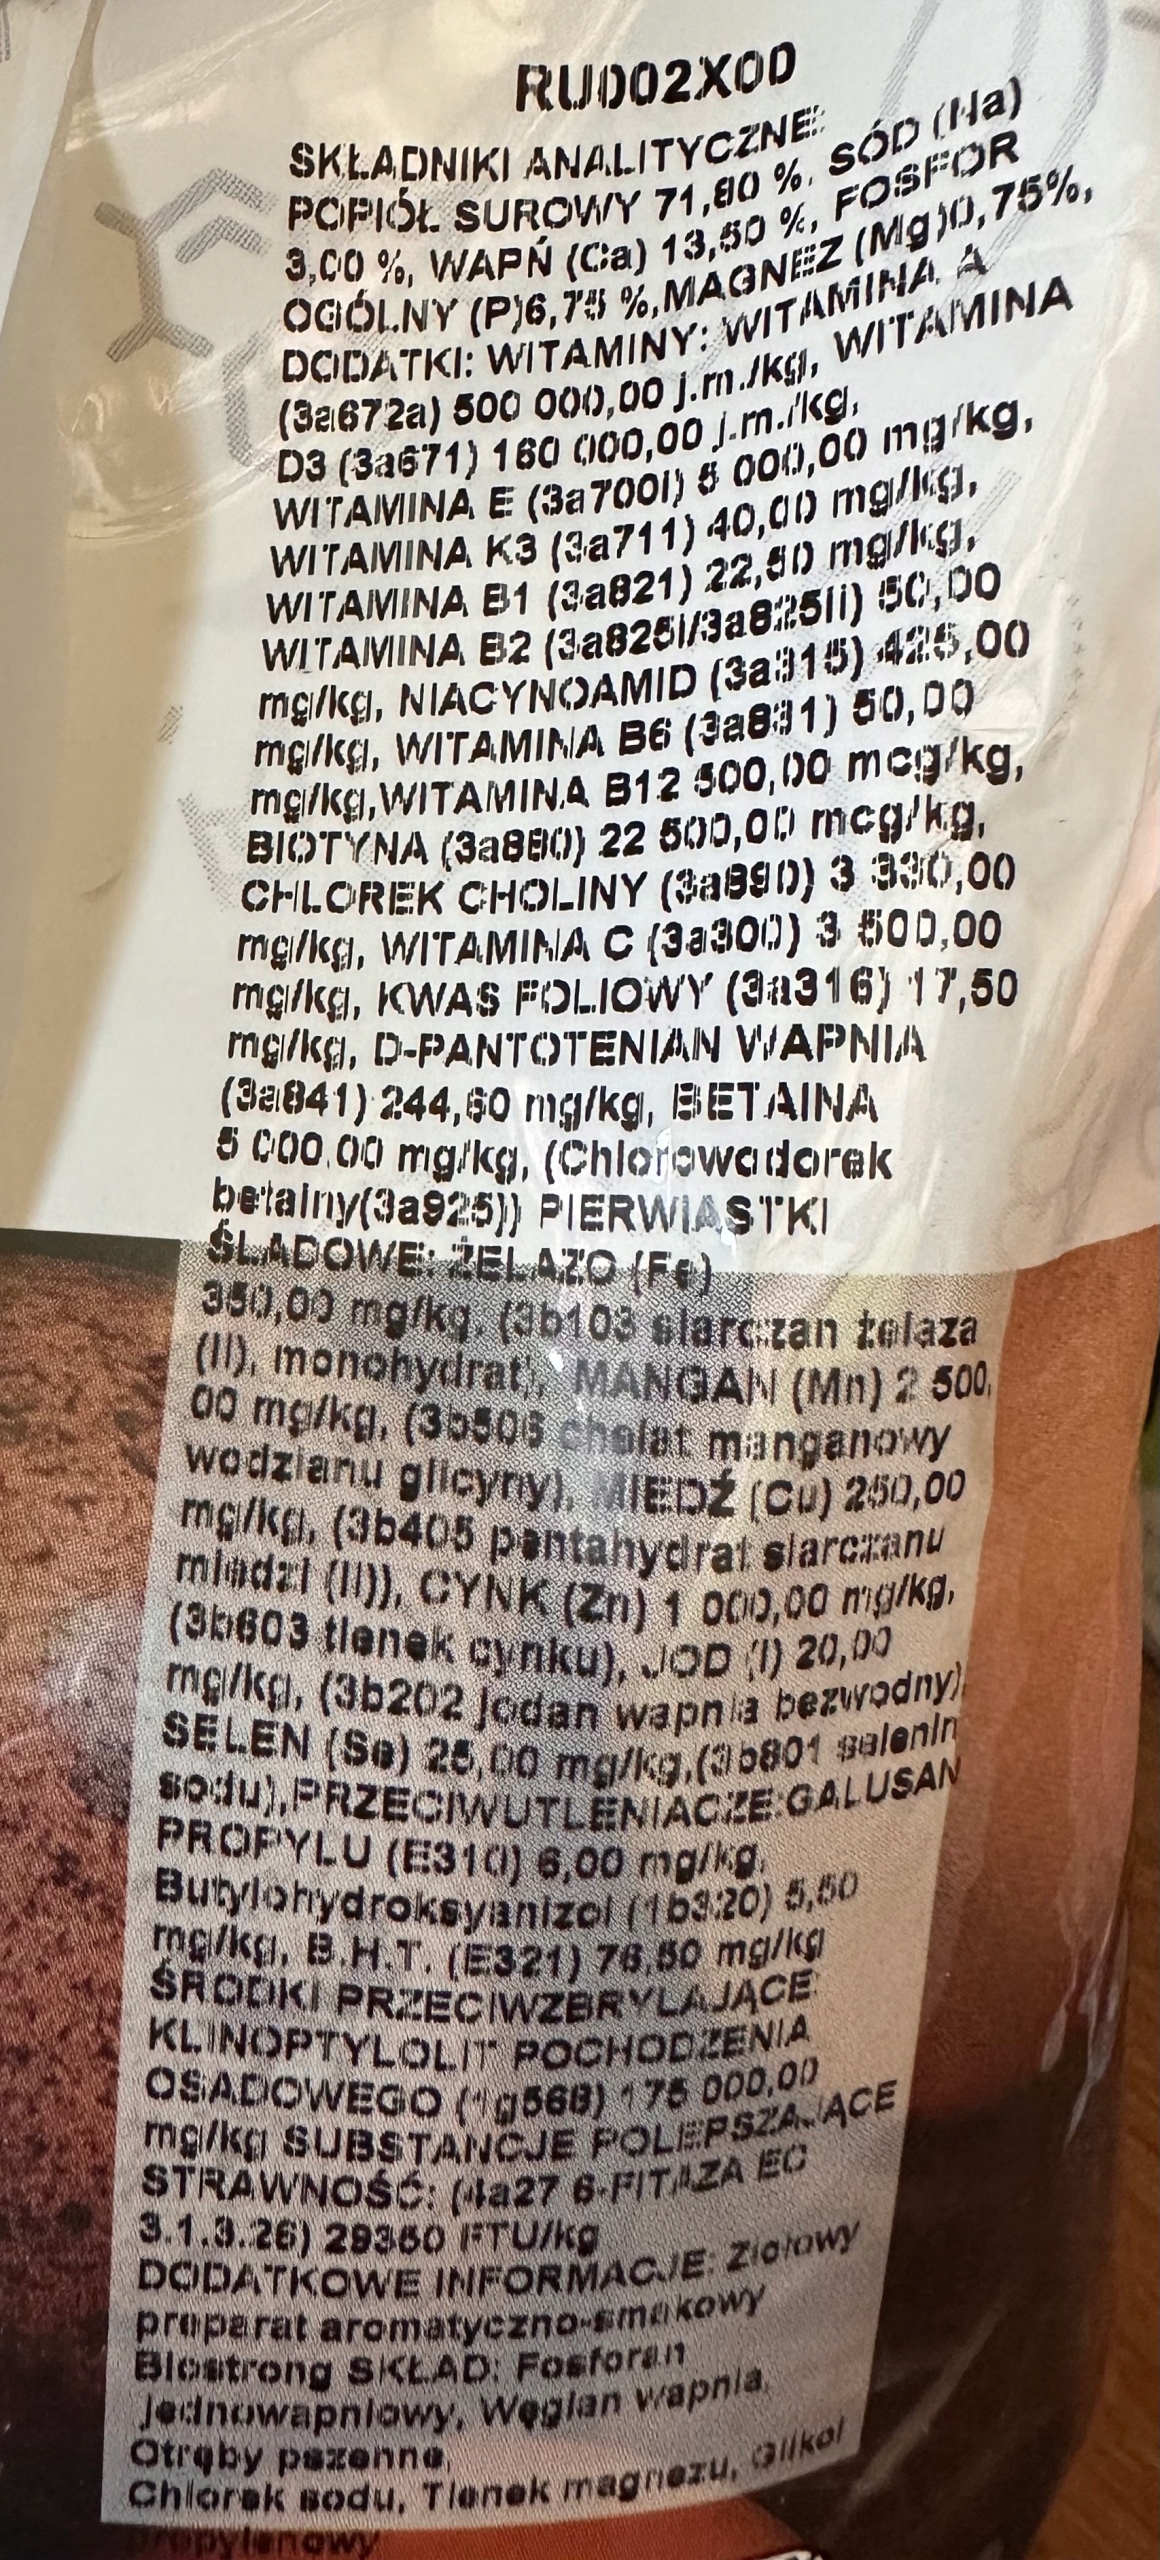 RUD02X0D
SKŁADNIKI ANALITYCZNE:
POPIÓŁ SUROWY 71,80 %, SÓD (Na)
3,00 %, WAPŃ (Ca) 13,50 %, FOSFOR
OGÓLNY (P)6,75 %,MAGNEZ (Mg)0,75%,
DODATKI: WITAMINY: WITAMINA A
(3a672a) 500 000,00 j.m./kg, WITAMINA
D3 (3a671) 160 000,00 j.m./kg,
WITAMINA E (3a700i) 5 000,00 mg/kg,
WITAMINA K3 (3a711) 40,00 mg/kg,
WITAMINA B1 (3a821) 22,50 mg/kg,
WITAMINA B2 (3a825i/3a825ii) 50,00
mg/kg, NIACYNOAMID (3a315) 425,00
mg/kg, WITAMINA B6 (3a831) 50,00
mg/kg,WITAMINA B12 500,00 mcg/kg,
BIOTYNA (3a880) 22 500,00 mcg/kg,
CHLOREK CHOLINY (3a890) 3 330,00
mg/kg, WITAMINA C (3a300) 3 500,00
mg/kg, KWAS FOLIOWY (3a316) 17,50
mg/kg, D-PANTOTENIAN WAPNIA
(3a841) 244,60 mg/kg, BETAINA
5 000,00 mg/kg, (Chlorowodorek
betainy(3a925)) PIERWIASTKI
ŚLADOWE: ŻELAZO (Fe)
350,00 mg/kg, (3b103 siarczan żelaza
(II), monohydrat), MANGAN (Mn) 2 500,
00 mg/kg, (3b506 chelat manganowy
wodzianu glicyny), MIEDŹ (Cu) 250,00
mg/kg, (3b405 pentahydrat siarczanu
miedzi (II)), CYNK (Zn) 1 000,00 mg/kg,
(3b603 tlenek cynku), JOD (I) 20,00
mg/kg, (3b202 jodan wapnia bezwodny)
SELEN (Se) 25,00 mg/kg,(3b801 selenin
sodu),PRZECIWUTLENIACZE:GALUSAN
PROPYLU (E310) 6,00 mg/kg,
Butylohydroksyanizol (1b320) 5,50
mg/kg, B.H.T. (E321) 76,50 mg/kg
ŚRODKI PRZECIWZBRYLAJĄCE:
KLINOPTYLOLIT POCHODZENIA
OSADOWEGO (1g568) 175 000,00
mg/kg SUBSTANCJE POLEPSZAJĄCE
STRAWNOŚĆ: (4a27 6-FITAZA EC
3.1.3.26) 29350 FTU/kg
DODATKOWE INFORMACJE: Ziołowy
preparat aromatyczno-smakowy
Biostrong SKŁAD: Fosforan
jednowapniowy, Węglan wapnia,
Otręby pszenne,
Chlorek sodu, Tlenek magnezu, Glikol
propylenowy